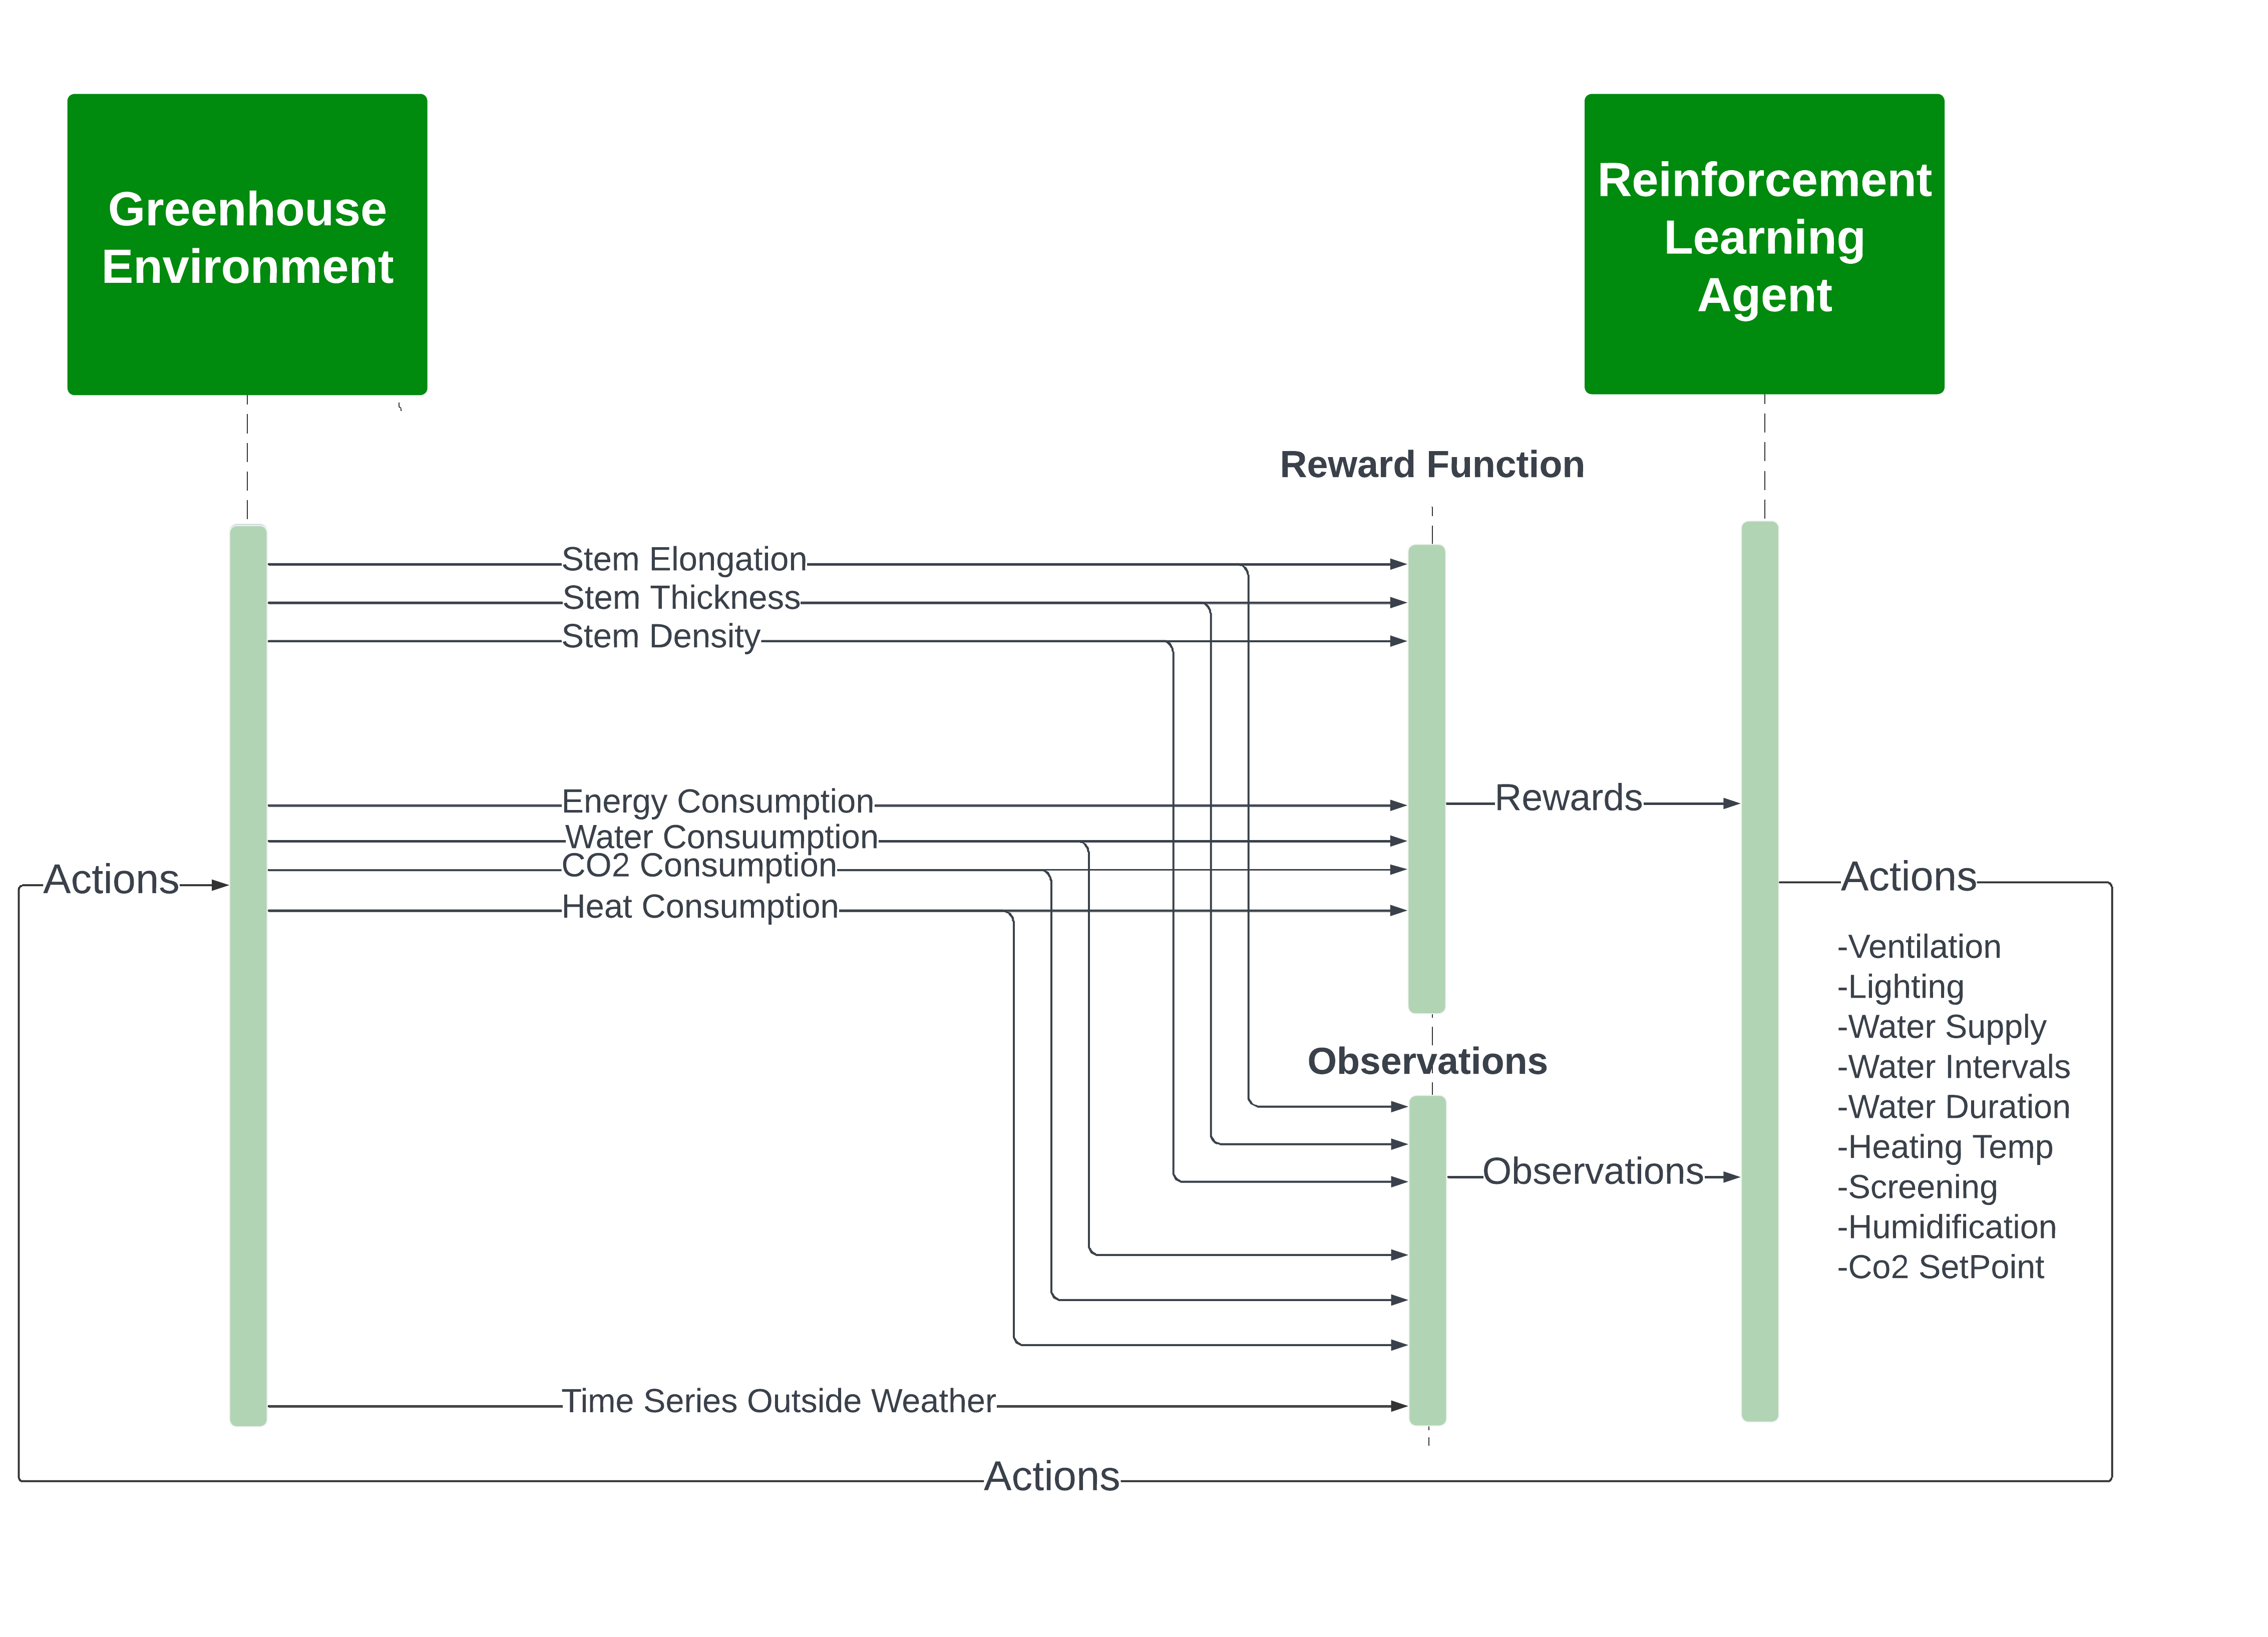 Greenhouse
Environment
Reinforcement
Learning
Agent
Reward Function
Stem Elongation
Stem Thickness
Stem Density
Energy Consumption
Rewards
Water Consuumption
CO2 Consumption
Actions
Actions
Heat Consumption
-Ventilation
-Lighting
-Water Supply
-Water Intervals
-Water Duration
-Heating Temp
-Screening
-Humidification
-Co2 SetPoint
Observations
Observations
Time Series Outside Weather
Actions